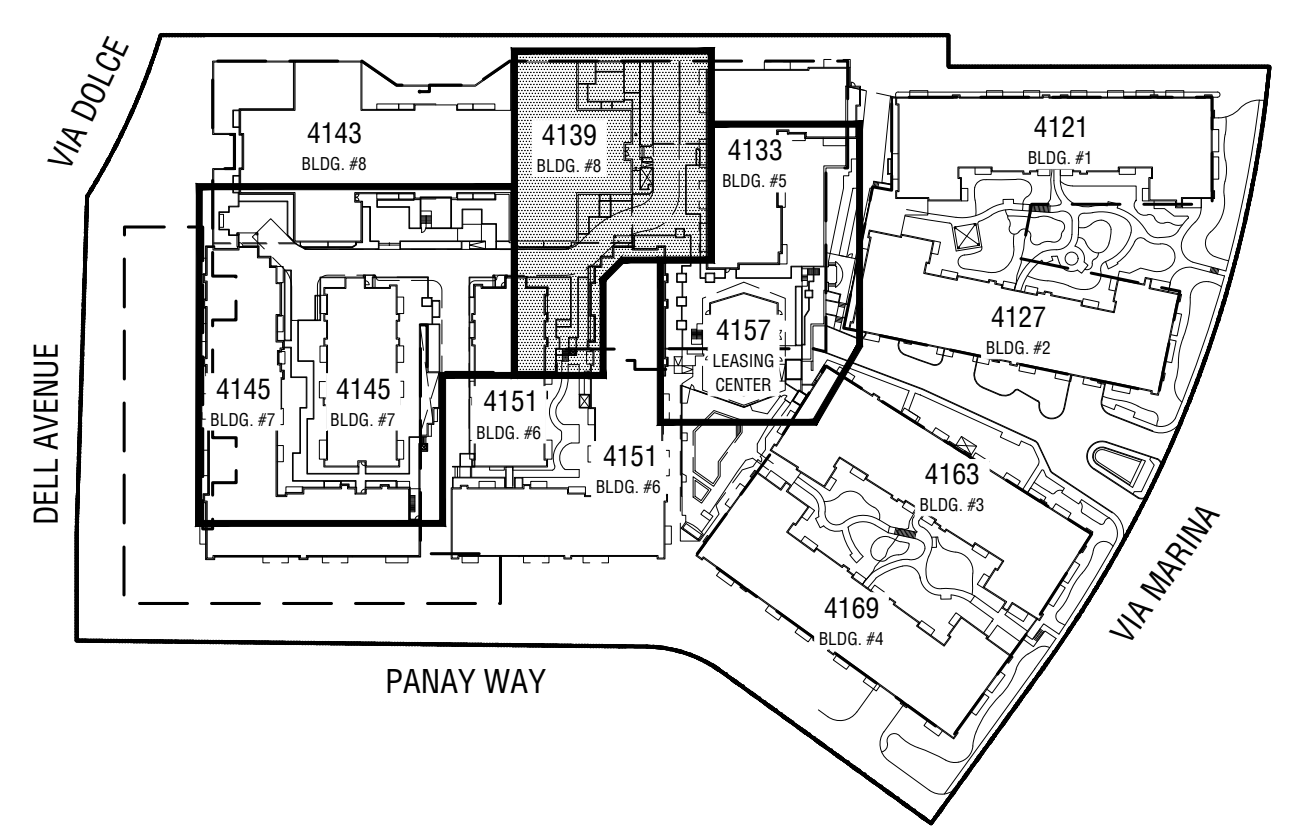 VIA DOLCE
4143
BLDG. #8
4139
BLDG. #8
4133
BLDG. #5
4121
BLDG. #1
4127
BLDG. #2
4157
LEASING
CENTER
DELL AVENUE
4145
BLDG. #7
4145
BLDG. #7
4151
BLDG. #6
4151
BLDG. #6
4163
BLDG. #3
4169
BLDG. #4
VIA MARINA
PANAY WAY